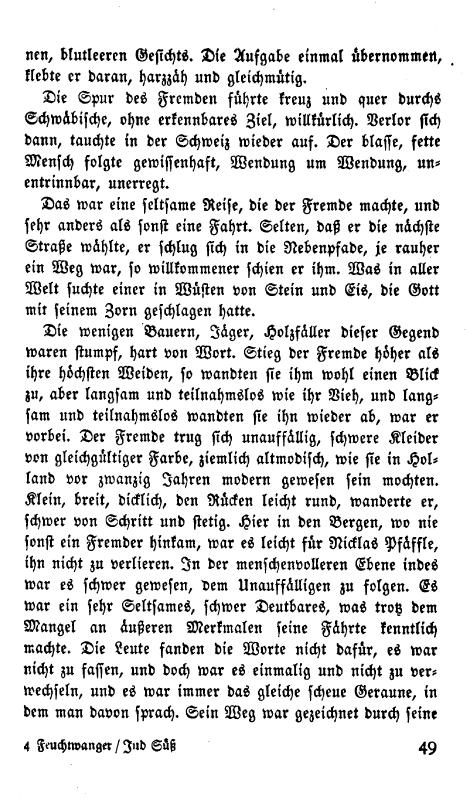 nen, blutleeren Gesichts. Die Aufgabe einmal übernommen,
klebte er daran, harzzäh und gleichmütig.
Die Spur des Fremden führte kreuz und quer durchs
Schwäbische, ohne erkennbares Ziel, willkürlich. Verlor sich
dann, tauchte in der Schweiz wieder auf. Der blasse, fette
Mensch folgte gewissenhaft, Wendung um Wendung, un-
entrinnbar, unerregt.
Das war eine seltsame Reise, die der Fremde machte, und
sehr anders als sonst eine Fahrt. Selten, daß er die nächste
Straße wählte, er schlug sich in die Nebenpfade, je rauher
ein Weg war, so willkommener schien er ihm. Was in aller
Welt suchte einer in Wüsten von Stein und Eis, die Gott
mit seinem Zorn geschlagen hatte.
Die wenigen Bauern, Jäger, Holzfäller dieser Gegend
waren stumpf, hart von Wort. Stieg der Fremde höher als
ihre höchsten Weiden, so wandten sie ihm wohl einen Blick
zu, aber langsam und teilnahmslos wie ihr Vieh, und lang-
sam und teilnahmslos wandten sie ihn wieder ab, war er
vorbei. Der Fremde trug sich unauffällig, schwere Kleider
von gleichgültiger Farbe, ziemlich altmodisch, wie sie in Hol-
land vor zwanzig Jahren modern gewesen sein mochten.
Klein, breit, dicklich, den Rücken leicht rund, wanderte er,
schwer von Schritt und stetig. Hier in den Bergen, wo nie
sonst ein Fremder hinkam, war es leicht für Nicklas Pfäffle,
ihn nicht zu verlieren. In der menschenvolleren Ebene indes
war es schwer gewesen, dem Unauffälligen zu folgen. Es
war ein sehr Seltsames, schwer Deutbares, was trotz dem
Mangel an äußeren Merkmalen seine Fährte kenntlich
machte. Die Leute fanden die Worte nicht dafür, es war
nicht zu fassen, und doch war es einmalig und nicht zu ver-
wechseln, und es war immer das gleiche scheue Geraune, in
dem man davon sprach. Sein Weg war gezeichnet durch seine
4 Feuchtwanger / Jud Süß 49